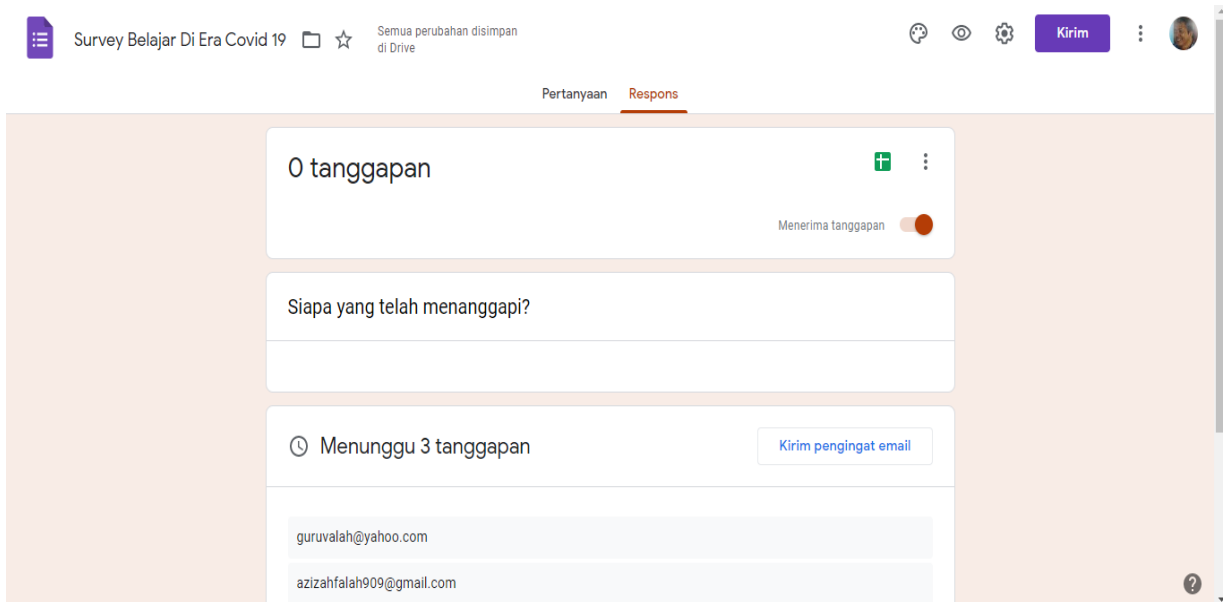 Survey Belajar Di Era Covid 19
Semua perubahan disimpan
di Drive
Kirim
Pertanyaan Respons
0 tanggapan
Menerima tanggapan
Siapa yang telah menanggapi?
Menunggu 3 tanggapan
Kirim pengingat email
guruvalah@yahoo.com
azizahfalah909@gmail.com